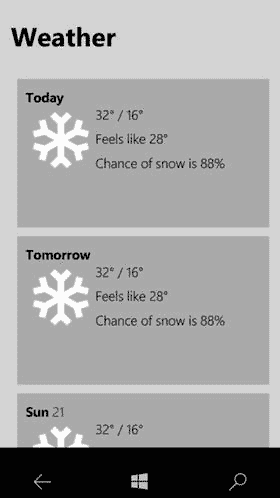 Weather
Today
32° / 16°
Feels like 28°
Chance of snow is 88%
Tomorrow
32° / 16°
Feels like 28°
Chance of snow is 88%
Sun 21
32° / 16°